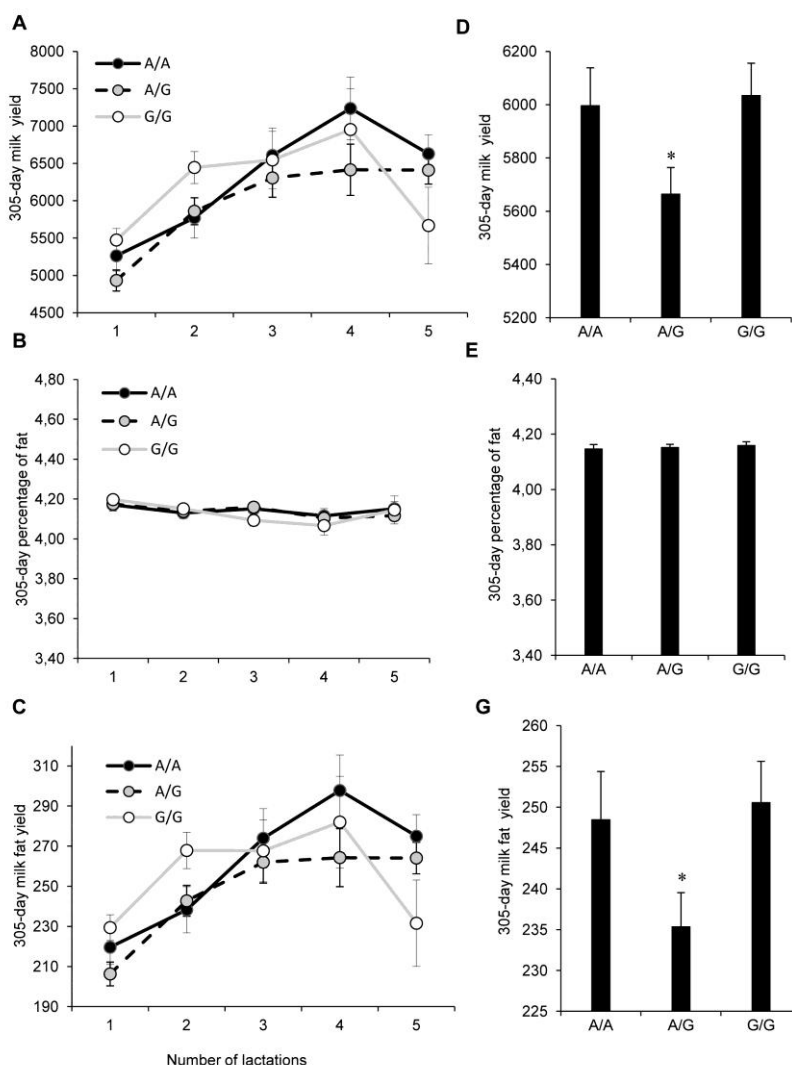 A
305-day milk yield
8000
7500
7000
6500
6000
5500
5000
4500
A/A
A/G
G/G
1 2 3 4 5
D
305-day milk yield
6200
6000
5800
5600
5400
5200
*
A/A A/G G/G
B
305-day percentage of fat
4,80
4,60
4,40
4,20
4,00
3,80
3,60
3,40
A/A
A/G
G/G
1 2 3 4 5
E
305-day percentage of fat
4,40
4,20
4,00
3,80
3,60
3,40
A/A A/G G/G
C
305-day milk fat yield
310
290
270
250
230
210
190
A/A
A/G
G/G
1 2 3 4 5
Number of lactations
G
305-day milk fat yield
260
255
250
245
240
235
230
225
*
A/A A/G G/G